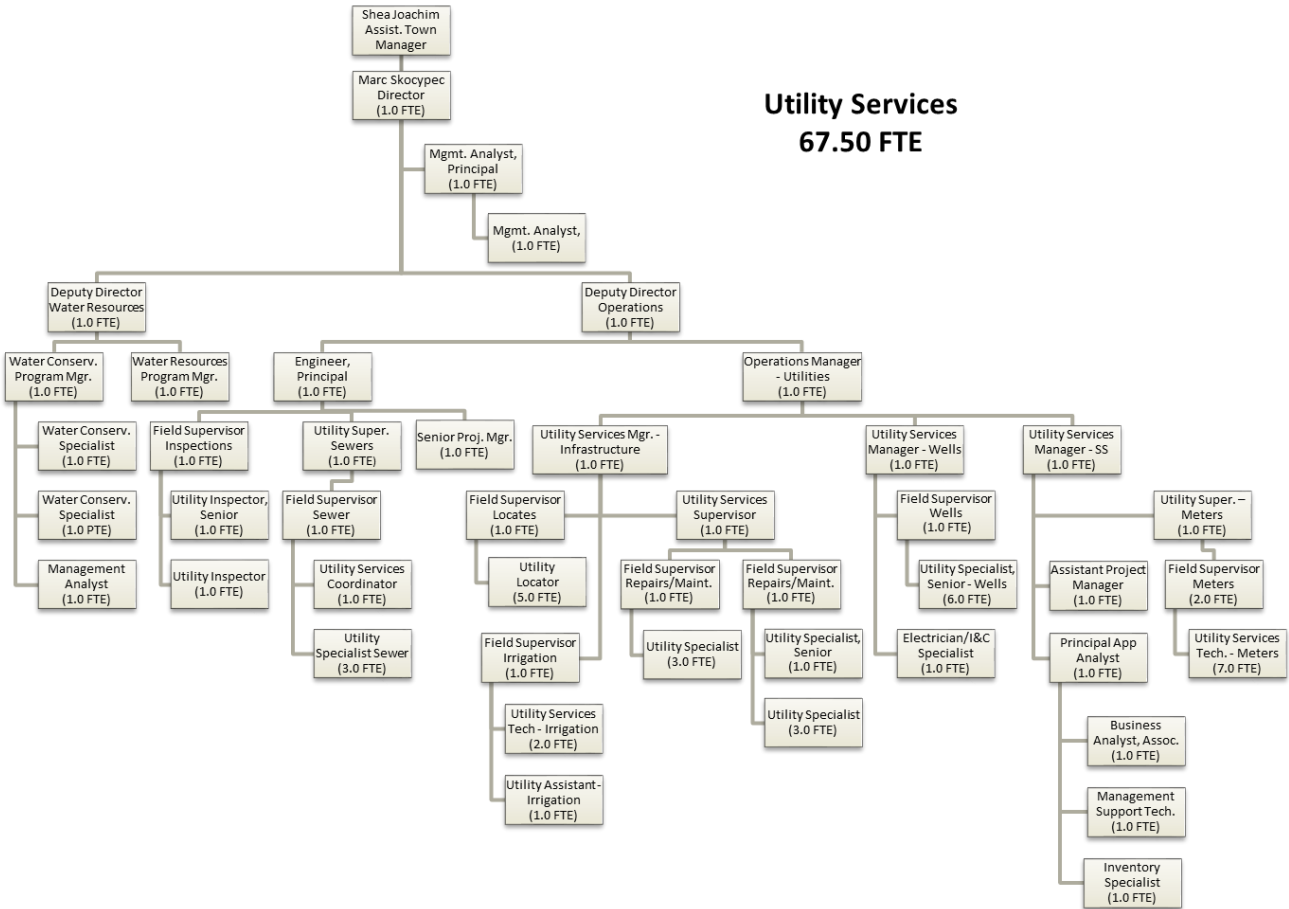 Shea Joachim
Assist. Town
Manager
Marc Skocypec
Director
(1.0 FTE)
Utility Services
67.50 FTE
Mgmt. Analyst,
Principal
(1.0 FTE)
Mgmt. Analyst,
(1.0 FTE)
Deputy Director
Water Resources
(1.0 FTE)
Deputy Director
Operations
(1.0 FTE)
Water Conserv.
Program Mgr.
(1.0 FTE)
Water Resources
Program Mgr.
(1.0 FTE)
Engineer,
Principal
(1.0 FTE)
Operations Manager
- Utilities
(1.0 FTE)
Water Conserv.
Specialist
(1.0 FTE)
Field Supervisor
Inspections
(1.0 FTE)
Utility Super.
Sewers
(1.0 FTE)
Senior Proj. Mgr.
(1.0 FTE)
Utility Services Mgr. -
Infrastructure
(1.0 FTE)
Utility Services
Manager - Wells
(1.0 FTE)
Utility Services
Manager - SS
(1.0 FTE)
Water Conserv.
Specialist
(1.0 PTE)
Utility Inspector,
Senior
(1.0 FTE)
Field Supervisor
Sewer
(1.0 FTE)
Field Supervisor
Locates
(1.0 FTE)
Utility Services
Supervisor
(1.0 FTE)
Field Supervisor
Wells
(1.0 FTE)
Utility Super. –
Meters
(1.0 FTE)
Management
Analyst
(1.0 FTE)
Utility Inspector
(1.0 FTE)
Utility Services
Coordinator
(1.0 FTE)
Utility
Locator
(5.0 FTE)
Field Supervisor
Repairs/Maint.
(1.0 FTE)
Field Supervisor
Repairs/Maint.
(1.0 FTE)
Utility Specialist,
Senior - Wells
(6.0 FTE)
Assistant Project
Manager
(1.0 FTE)
Field Supervisor
Meters
(2.0 FTE)
Utility
Specialist Sewer
(3.0 FTE)
Field Supervisor
Irrigation
(1.0 FTE)
Utility Specialist
(3.0 FTE)
Utility Specialist,
Senior
(1.0 FTE)
Electrician/I&C
Specialist
(1.0 FTE)
Principal App
Analyst
(1.0 FTE)
Utility Services
Tech. - Meters
(7.0 FTE)
Utility Services
Tech - Irrigation
(2.0 FTE)
Utility Specialist
(3.0 FTE)
Business
Analyst, Assoc.
(1.0 FTE)
Utility Assistant-
Irrigation
(1.0 FTE)
Management
Support Tech.
(1.0 FTE)
Inventory
Specialist
(1.0 FTE)